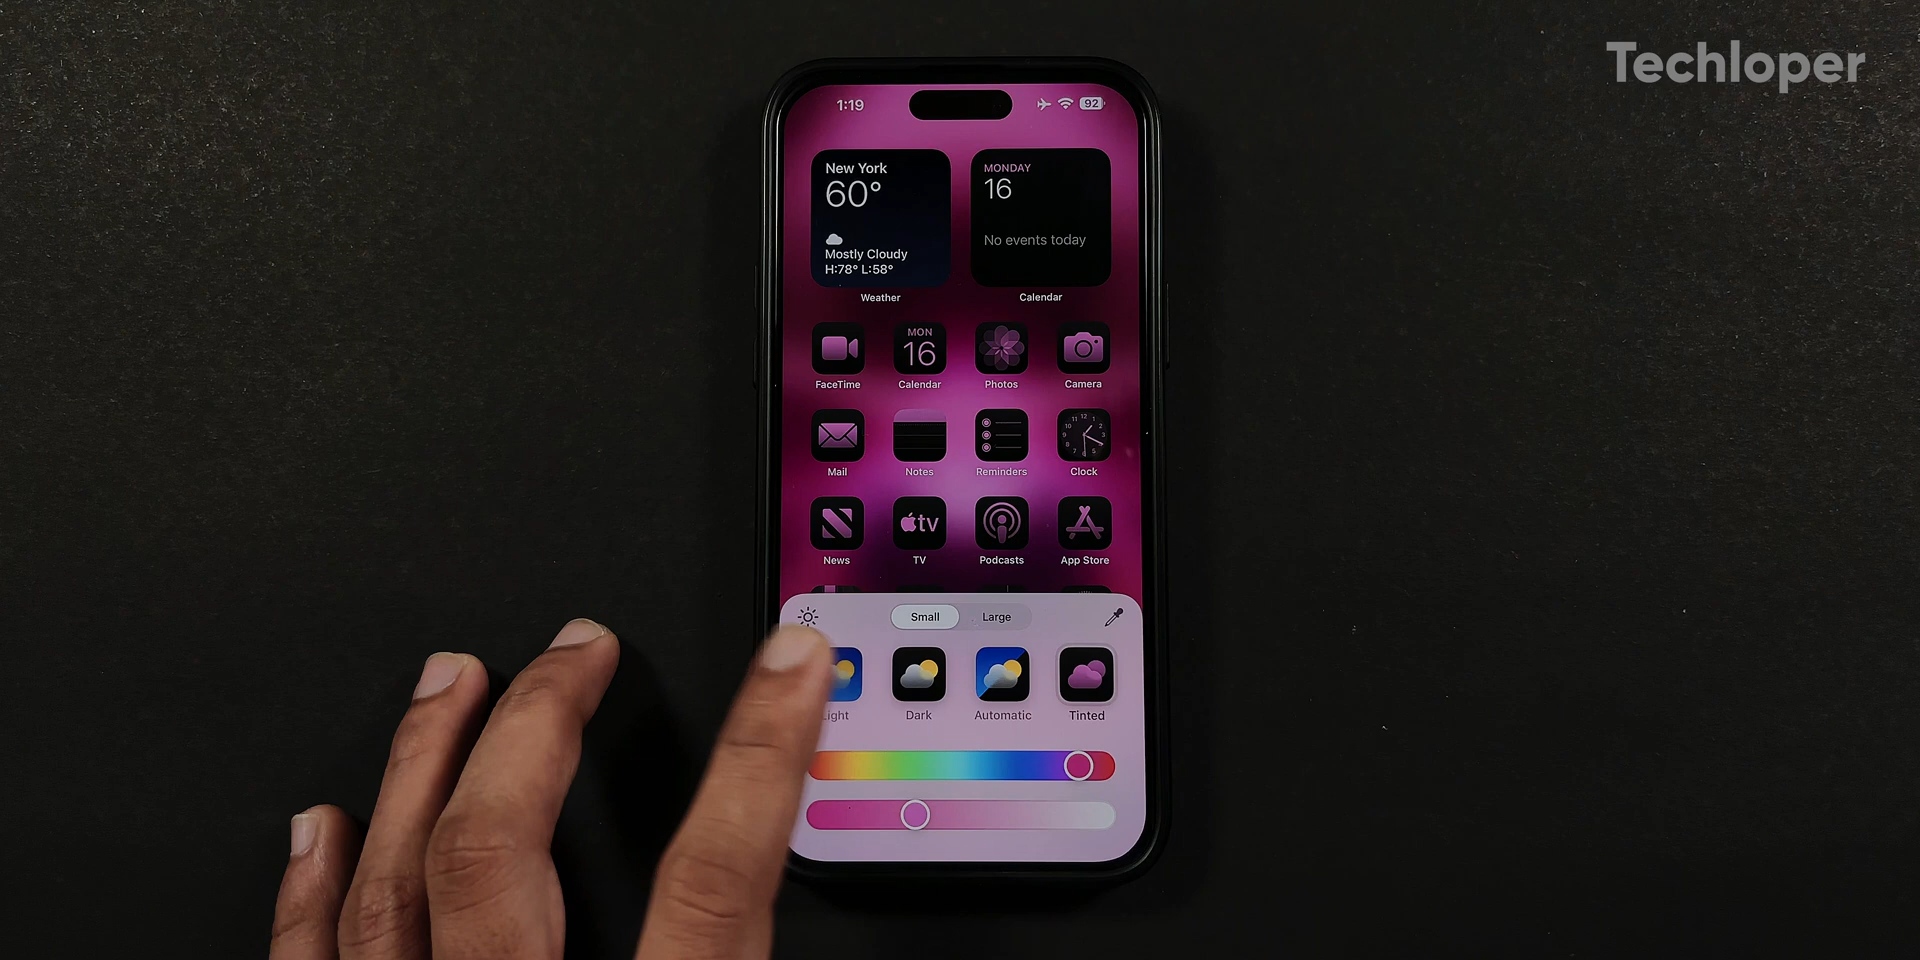 Techloper
1:19
92
New York
60°
Mostly Cloudy
H:78° L:58°
Weather
MONDAY
16
No events today
Calendar
FaceTime
MON
16
Calendar
Photos
Camera
Mail
Notes
Reminders
Clock
News
tv
TV
Podcasts
App Store
Small
Large
Light
Dark
Automatic
Tinted